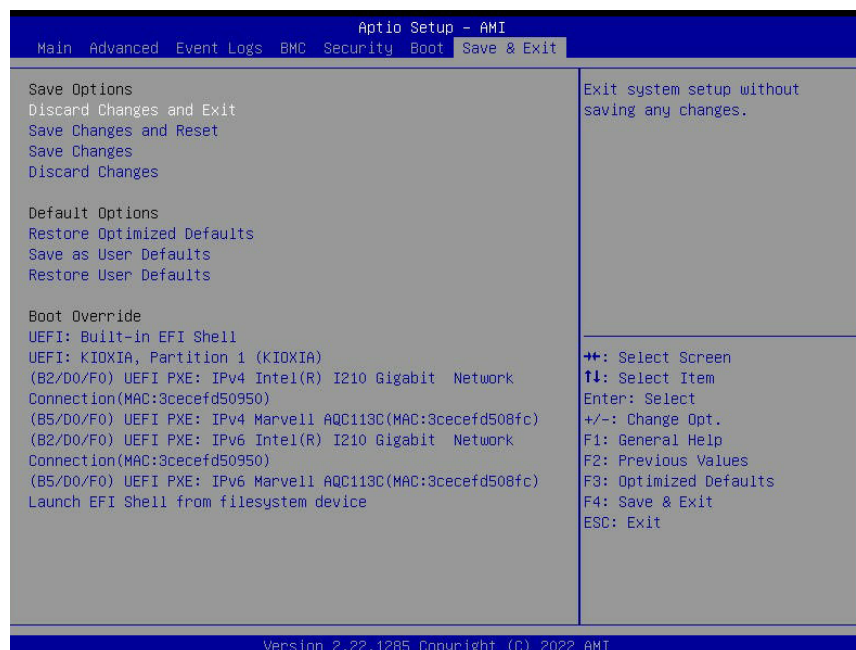 Aptio Setup – AMI
Main Advanced Event Logs BMC Security Boot Save & Exit
Save Options
Discard Changes and Exit
Save Changes and Reset
Save Changes
Discard Changes
Default Options
Restore Optimized Defaults
Save as User Defaults
Restore User Defaults
Boot Override
UEFI: Built-in EFI Shell
UEFI: KIOXIA, Partition 1 (KIOXIA)
(B2/D0/F0) UEFI PXE: IPv4 Intel(R) I210 Gigabit Network
Connection(MAC:3cecefd50950)
(B5/D0/F0) UEFI PXE: IPv4 Marvell AQC113C(MAC:3cecefd508fc)
(B2/D0/F0) UEFI PXE: IPv6 Intel(R) I210 Gigabit Network
Connection(MAC:3cecefd50950)
(B5/D0/F0) UEFI PXE: IPv6 Marvell AQC113C(MAC:3cecefd508fc)
Launch EFI Shell from filesystem device
Exit system setup without
saving any changes.
→←: Select Screen
↑↓: Select Item
Enter: Select
+/-: Change Opt.
F1: General Help
F2: Previous Values
F3: Optimized Defaults
F4: Save & Exit
ESC: Exit
Version 2.22.1285 Copyright (C) 2022 AMI